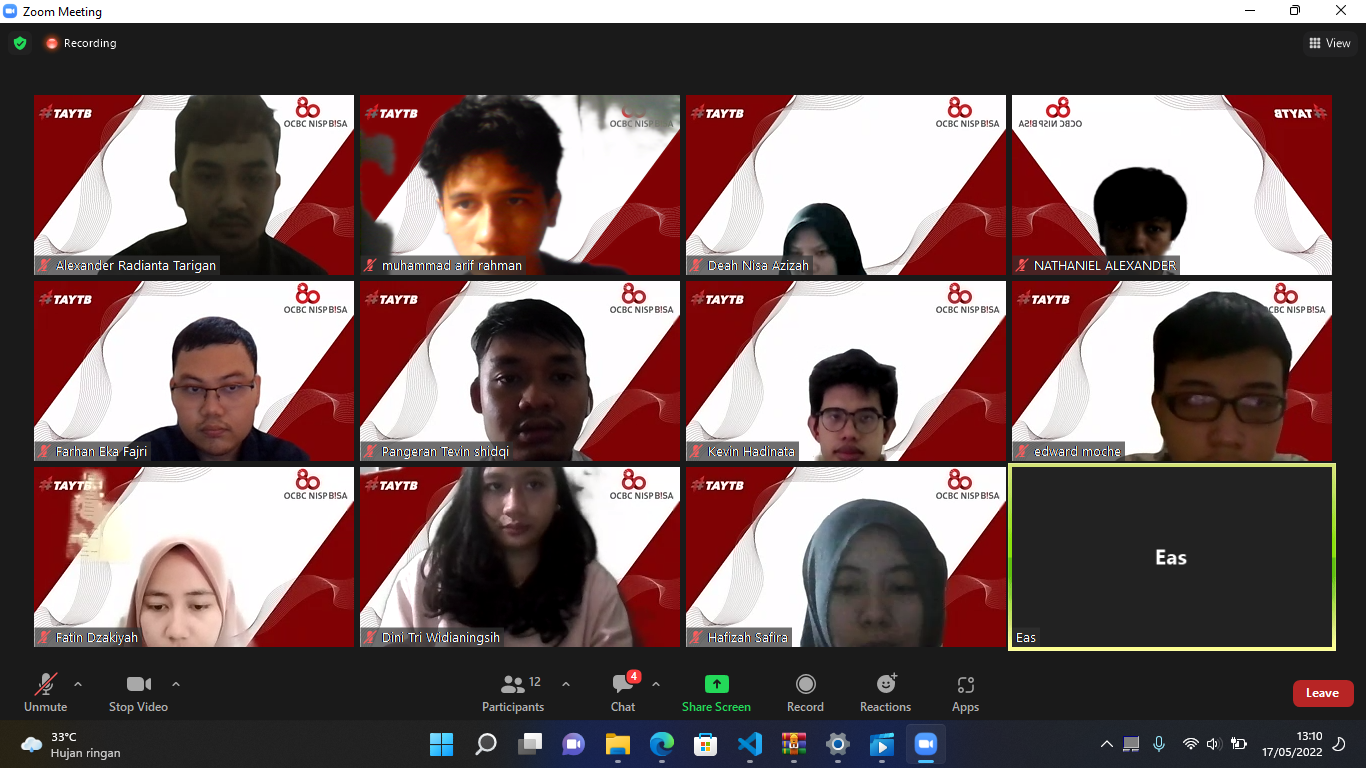 Zoom Meeting
Recording
View
#TAYTB
OCBC NISP B!SA
Alexander Radianta Tarigan
#TAYTB
OCBC NISP B!SA
muhammad arif rahman
#TAYTB
OCBC NISP B!SA
Deah Nisa Azizah
OCBC NISP B!SA
#TAYTB
NATHANIEL ALEXANDER
#TAYTB
OCBC NISP B!SA
Farhan Eka Fajri
#TAYTB
OCBC NISP B!SA
Pangeran Tevin shidqi
#TAYTB
OCBC NISP B!SA
Kevin Hadinata
#TAYTB
OCBC NISP B!SA
edward moche
#TAYTB
OCBC NISP B!SA
Fatin Dzakiyah
#TAYTB
OCBC NISP B!SA
Dini Tri Widianingsih
#TAYTB
OCBC NISP B!SA
Hafizah Safira
Eas
Eas
Unmute
Stop Video
12
Participants
4
Chat
Share Screen
Record
Reactions
Apps
Leave
33°C
Hujan ringan
13:10
17/05/2022